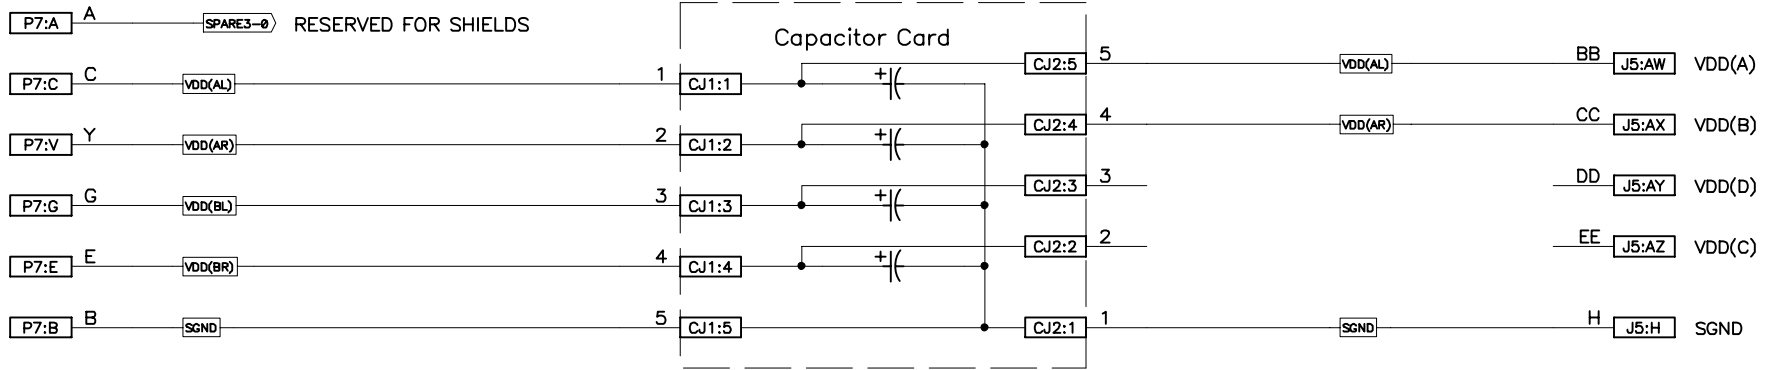 P7:A A SPARE3-0 RESERVED FOR SHIELDS
Capacitor Card
CJ2:5 5 VDD(AL) BB J5:AW VDD(A)
P7:C C VDD(AL) 1 CJ1:1 +
CJ2:4 4 VDD(AR) CC J5:AX VDD(B)
P7:V Y VDD(AR) 2 CJ1:2 +
CJ2:3 3 DD J5:AY VDD(D)
P7:G G VDD(BL) 3 CJ1:3 +
CJ2:2 2 EE J5:AZ VDD(C)
P7:E E VDD(BR) 4 CJ1:4 +
P7:B B SGND 5 CJ1:5 CJ2:1 1 SGND H J5:H SGND